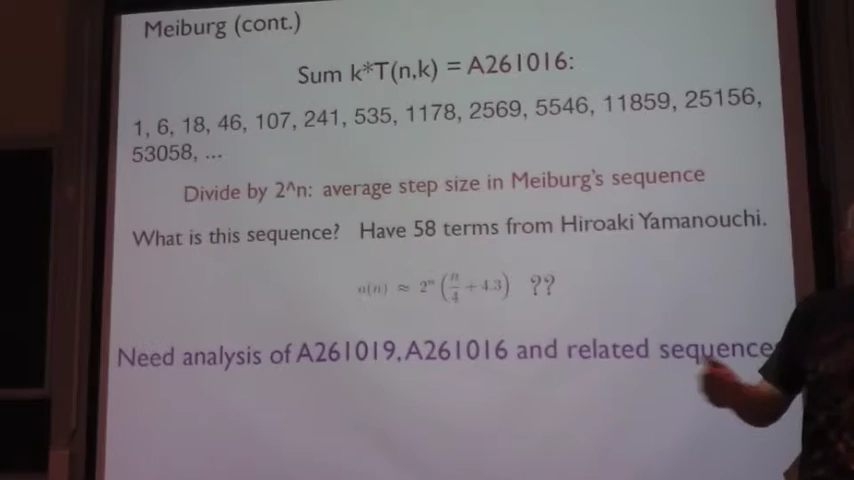 Meiburg (cont.)
Sum k*T(n,k) = A261016:
1, 6, 18, 46, 107, 241, 535, 1178, 2569, 5546, 11859, 25156,
53058, ...
Divide by 2^n: average step size in Meiburg's sequence
What is this sequence? Have 58 terms from Hiroaki Yamanouchi.
a(n) ≈ 2^n (n/4 + 4.3) ??
Need analysis of A261019, A261016 and related sequences